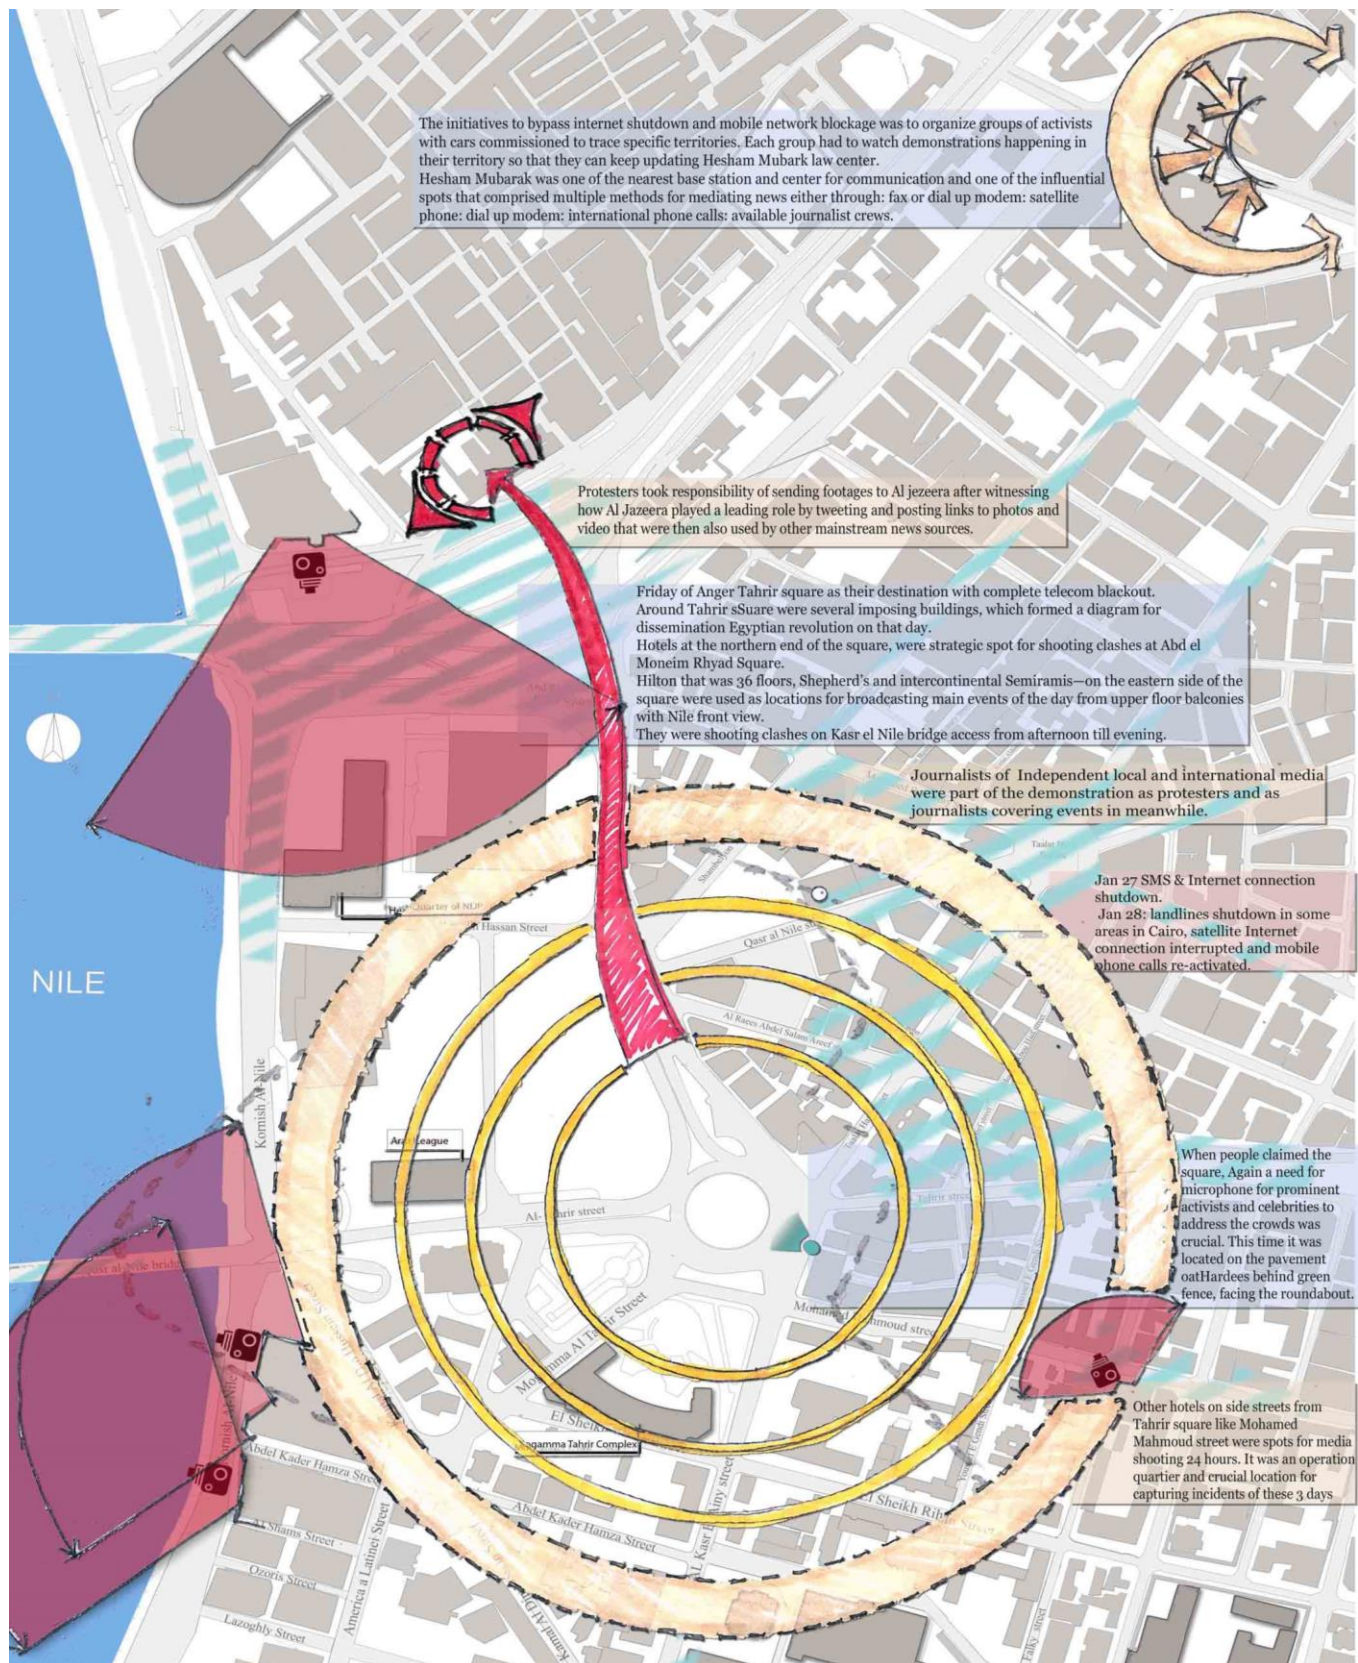 The initiatives to bypass internet shutdown and mobile network blockage was to organize groups of activists
with cars commissioned to trace specific territories. Each group had to watch demonstrations happening in
their territory so that they can keep updating Hesham Mubark law center.
Hesham Mubarak was one of the nearest base station and center for communication and one of the influential
spots that comprised multiple methods for mediating news either through: fax or dial up modem: satellite
phone: dial up modem: international phone calls: available journalist crews.
Protesters took responsibility of sending footages to Al jezeera after witnessing
how Al Jazeera played a leading role by tweeting and posting links to photos and
video that were then also used by other mainstream news sources.
Friday of Anger Tahrir square as their destination with complete telecom blackout.
Around Tahrir sSuare were several imposing buildings, which formed a diagram for
dissemination Egyptian revolution on that day.
Hotels at the northern end of the square, were strategic spot for shooting clashes at Abd el
Moneim Rhyad Square.
Hilton that was 36 floors, Shepherd's and intercontinental Semiramis—on the eastern side of the
square were used as locations for broadcasting main events of the day from upper floor balconies
with Nile front view.
They were shooting clashes on Kasr el Nile bridge access from afternoon till evening.
Journalists of Independent local and international media
were part of the demonstration as protesters and as
journalists covering events in meanwhile.
Jan 27 SMS & Internet connection
shutdown.
Jan 28: landlines shutdown in some
areas in Cairo, satellite Internet
connection interrupted and mobile
phone calls re-activated.
Quarter of NDP
Hassan Street
Qasr al Nile
NILE
Al Raees Abdel Salam Areef
Kornish Al-Nile
Arab League
Al-Tahrir street
Tahrir street
When people claimed the
square, Again a need for
microphone for prominent
activists and celebrities to
address the crowds was
crucial. This time it was
located on the pavement
oatHardees behind green
fence, facing the roundabout.
Qasr al-Nile bridge
Mohamed Mahmoud street
Mogamma Al Tahrir Street
Kornish Al-Nile
El Sheikh
Mogamma Tahrir Complex
Other hotels on side streets from
Tahrir square like Mohamed
Mahmoud street were spots for media
shooting 24 hours. It was an operation
quartier and crucial location for
capturing incidents of these 3 days
Abdel Kader Hamza Street
El Sheikh Rihan Street
Abdel Kader Hamza Street
Al Shams Street
Ozoris Street
Lazoghly Street
America a Latiner Street
Falky street